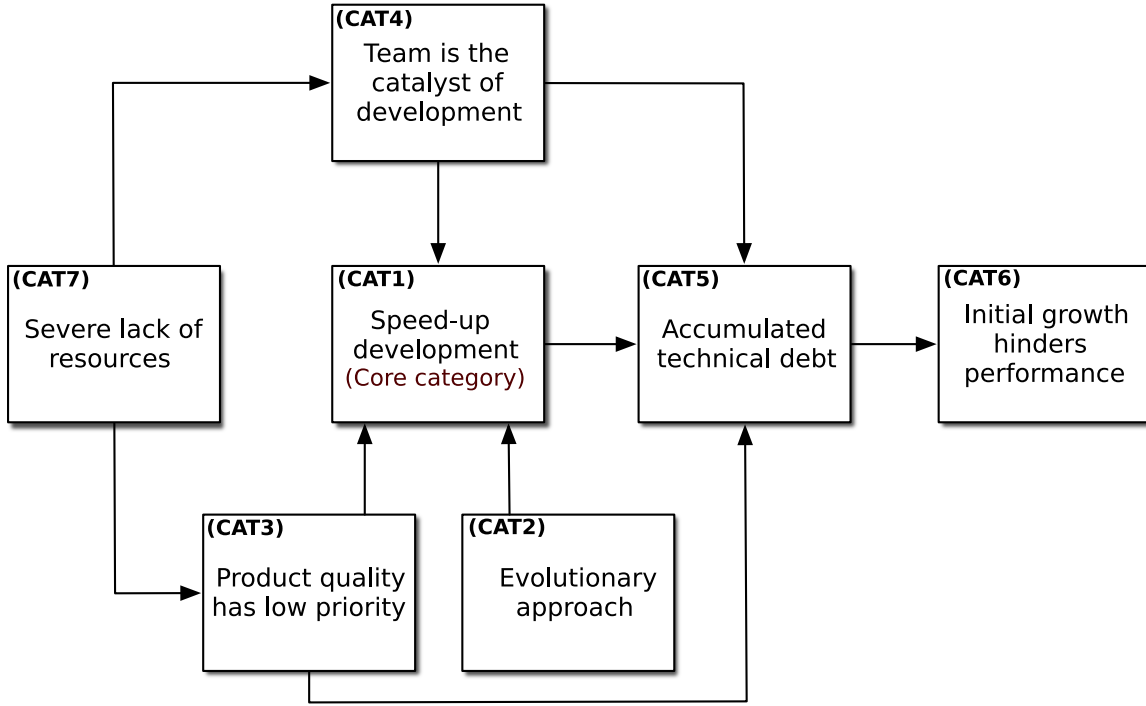 (CAT4)
Team is the
catalyst of
development
(CAT7)
Severe lack of
resources
(CAT1)
Speed-up
development
(Core category)
(CAT5)
Accumulated
technical debt
(CAT6)
Initial growth
hinders
performance
(CAT3)
Product quality
has low priority
(CAT2)
Evolutionary
approach